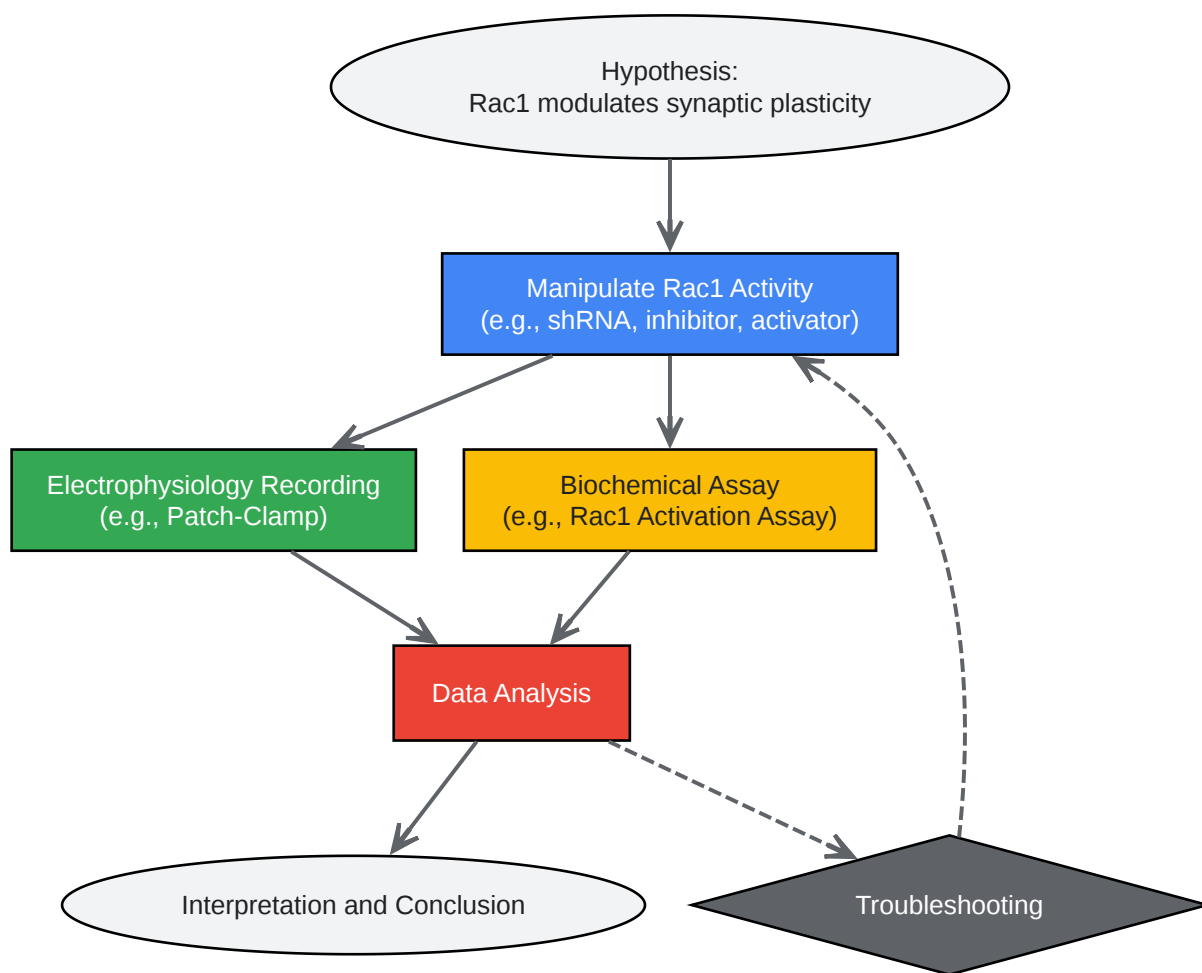 Hypothesis:
Rac1 modulates synaptic plasticity
Manipulate Rac1 Activity
(e.g., shRNA, inhibitor, activator)
Electrophysiology Recording
(e.g., Patch-Clamp)
Biochemical Assay
(e.g., Rac1 Activation Assay)
Data Analysis
Interpretation and Conclusion
Troubleshooting